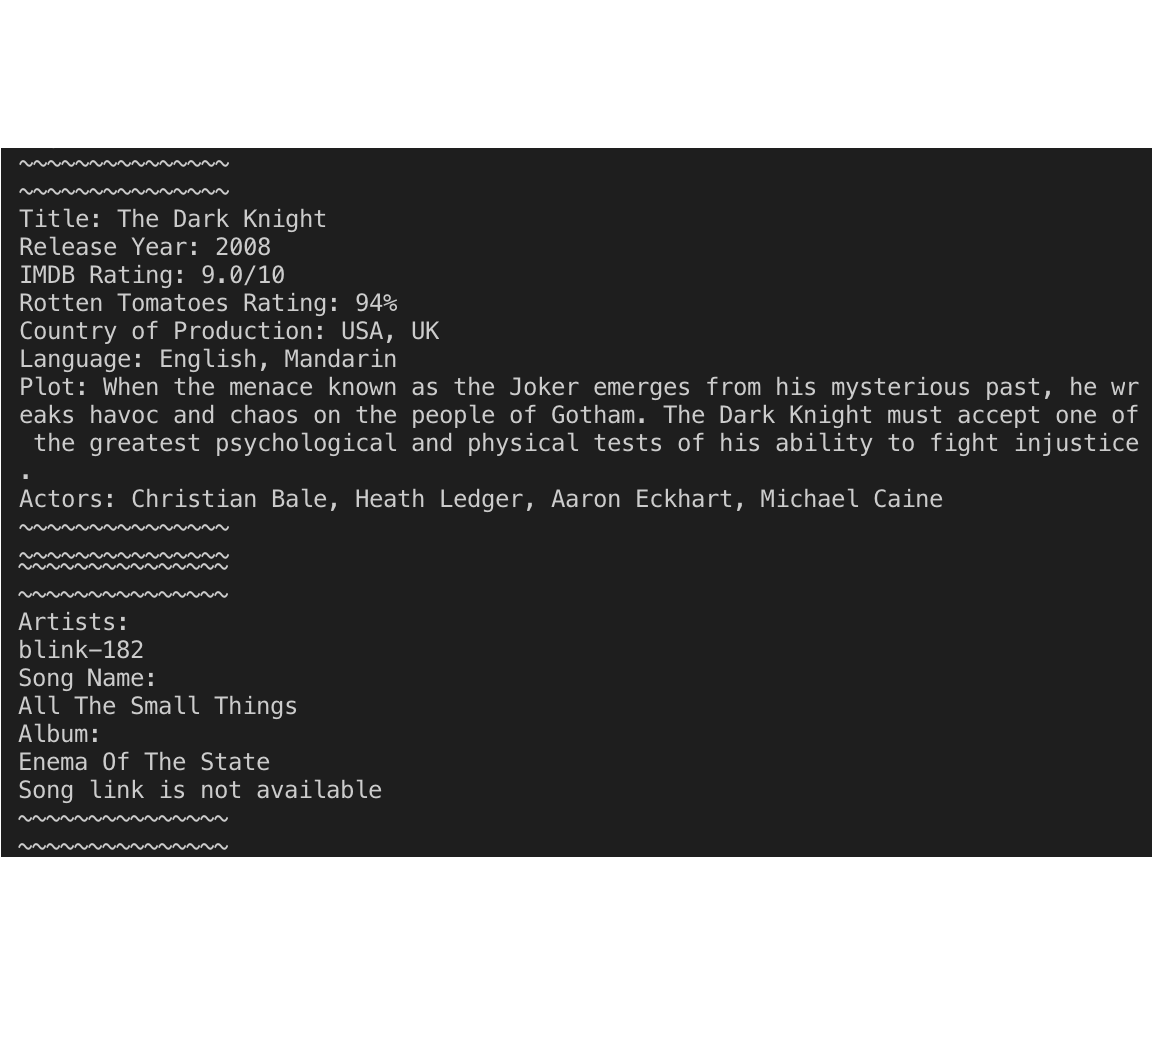 ~~~~~~~~~~~~~~~
~~~~~~~~~~~~~~~
Title: The Dark Knight
Release Year: 2008
IMDB Rating: 9.0/10
Rotten Tomatoes Rating: 94%
Country of Production: USA, UK
Language: English, Mandarin
Plot: When the menace known as the Joker emerges from his mysterious past, he wr
eaks havoc and chaos on the people of Gotham. The Dark Knight must accept one of
 the greatest psychological and physical tests of his ability to fight injustice
.
Actors: Christian Bale, Heath Ledger, Aaron Eckhart, Michael Caine
~~~~~~~~~~~~~~~
~~~~~~~~~~~~~~~
~~~~~~~~~~~~~~~
~~~~~~~~~~~~~~~
Artists:
blink-182
Song Name:
All The Small Things
Album:
Enema Of The State
Song link is not available
~~~~~~~~~~~~~~~
~~~~~~~~~~~~~~~